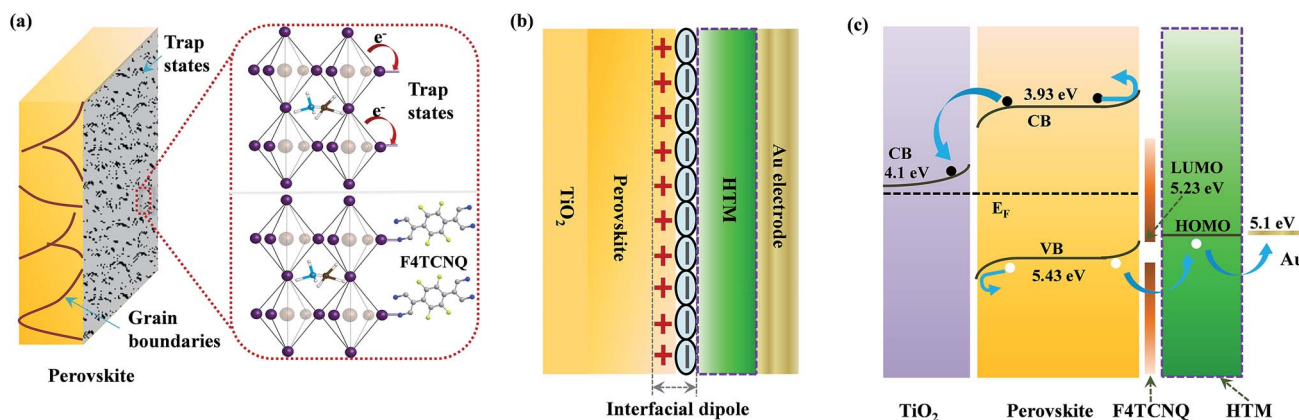 (a)
Trap
states
Grain
boundaries
Perovskite
e-
Trap
states
e-
F4TCNQ
(b)
TiO2
Perovskite
+
+
+
+
+
+
+
+
+
+
HTM
Au electrode
Interfacial dipole
(c)
CB
4.1 eV
3.93 eV
CB
EF
VB
5.43 eV
LUMO
5.23 eV
HOMO
5.1 eV
Au
TiO2
Perovskite
F4TCNQ
HTM